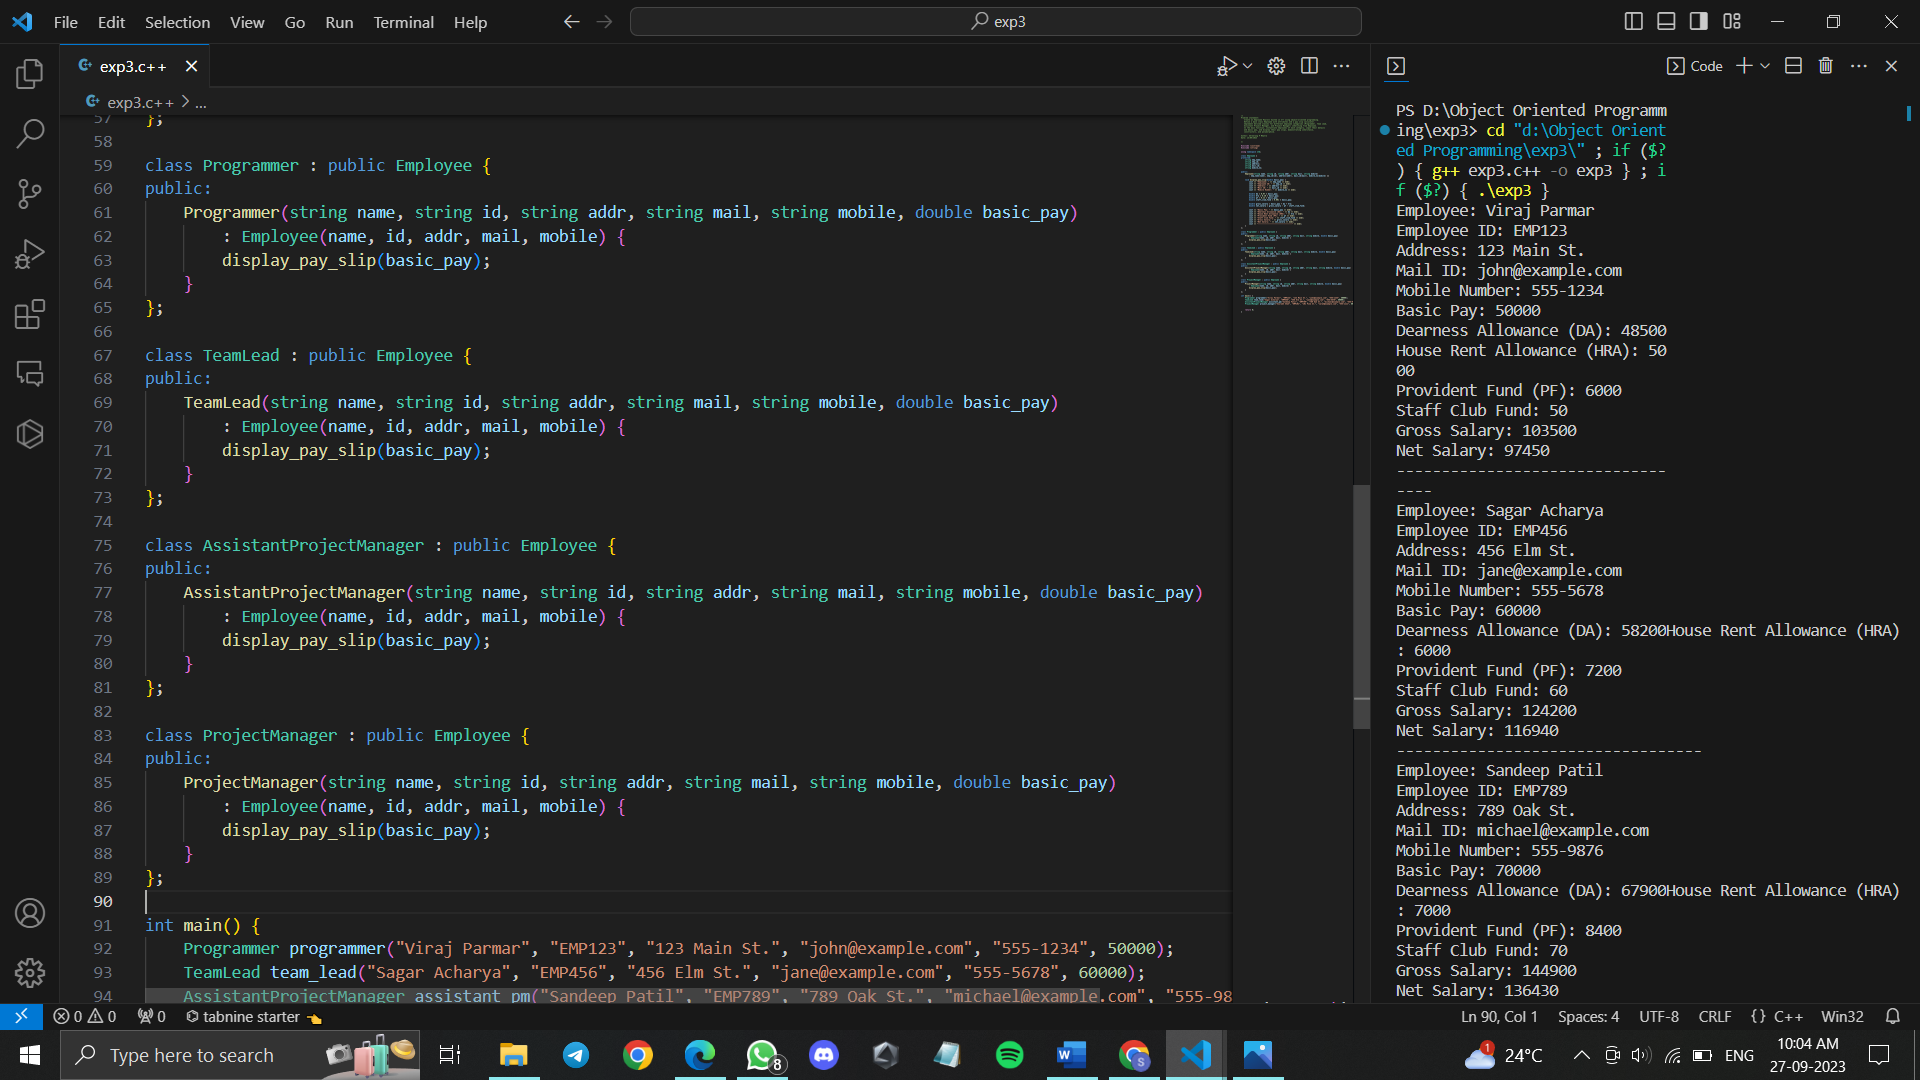 File Edit Selection View Go Run Terminal Help
exp3
exp3.c++
Code
exp3.c++ > ...
57 };
58
59 class Programmer : public Employee {
60 public:
61 Programmer(string name, string id, string addr, string mail, string mobile, double basic_pay)
62 : Employee(name, id, addr, mail, mobile) {
63 display_pay_slip(basic_pay);
64 }
65 };
66
67 class TeamLead : public Employee {
68 public:
69 TeamLead(string name, string id, string addr, string mail, string mobile, double basic_pay)
70 : Employee(name, id, addr, mail, mobile) {
71 display_pay_slip(basic_pay);
72 }
73 };
74
75 class AssistantProjectManager : public Employee {
76 public:
77 AssistantProjectManager(string name, string id, string addr, string mail, string mobile, double basic_pay)
78 : Employee(name, id, addr, mail, mobile) {
79 display_pay_slip(basic_pay);
80 }
81 };
82
83 class ProjectManager : public Employee {
84 public:
85 ProjectManager(string name, string id, string addr, string mail, string mobile, double basic_pay)
86 : Employee(name, id, addr, mail, mobile) {
87 display_pay_slip(basic_pay);
88 }
89 };
90
91 int main() {
92 Programmer programmer("Viraj Parmar", "EMP123", "123 Main St.", "john@example.com", "555-1234", 50000);
93 TeamLead team_lead("Sagar Acharya", "EMP456", "456 Elm St.", "jane@example.com", "555-5678", 60000);
94 AssistantProjectManager assistant_pm("Sandeep Patil", "EMP789", "789 Oak St.", "michael@example.com", "555-98
PS D:\Object Oriented Programm
ing\exp3> cd "d:\Object Orient
ed Programming\exp3\" ; if ($?
) { g++ exp3.c++ -o exp3 } ; i
f ($?) { .\exp3 }
Employee: Viraj Parmar
Employee ID: EMP123
Address: 123 Main St.
Mail ID: john@example.com
Mobile Number: 555-1234
Basic Pay: 50000
Dearness Allowance (DA): 48500
House Rent Allowance (HRA): 50
00
Provident Fund (PF): 6000
Staff Club Fund: 50
Gross Salary: 103500
Net Salary: 97450
------------------------------
----
Employee: Sagar Acharya
Employee ID: EMP456
Address: 456 Elm St.
Mail ID: jane@example.com
Mobile Number: 555-5678
Basic Pay: 60000
Dearness Allowance (DA): 58200House Rent Allowance (HRA)
: 6000
Provident Fund (PF): 7200
Staff Club Fund: 60
Gross Salary: 124200
Net Salary: 116940
----------------------------------
Employee: Sandeep Patil
Employee ID: EMP789
Address: 789 Oak St.
Mail ID: michael@example.com
Mobile Number: 555-9876
Basic Pay: 70000
Dearness Allowance (DA): 67900House Rent Allowance (HRA)
: 7000
Provident Fund (PF): 8400
Staff Club Fund: 70
Gross Salary: 144900
Net Salary: 136430
0 0 0 tabnine starter Ln 90, Col 1 Spaces: 4 UTF-8 CRLF {} C++ Win32
Type here to search 8 1 24°C ENG 10:04 AM
27-09-2023